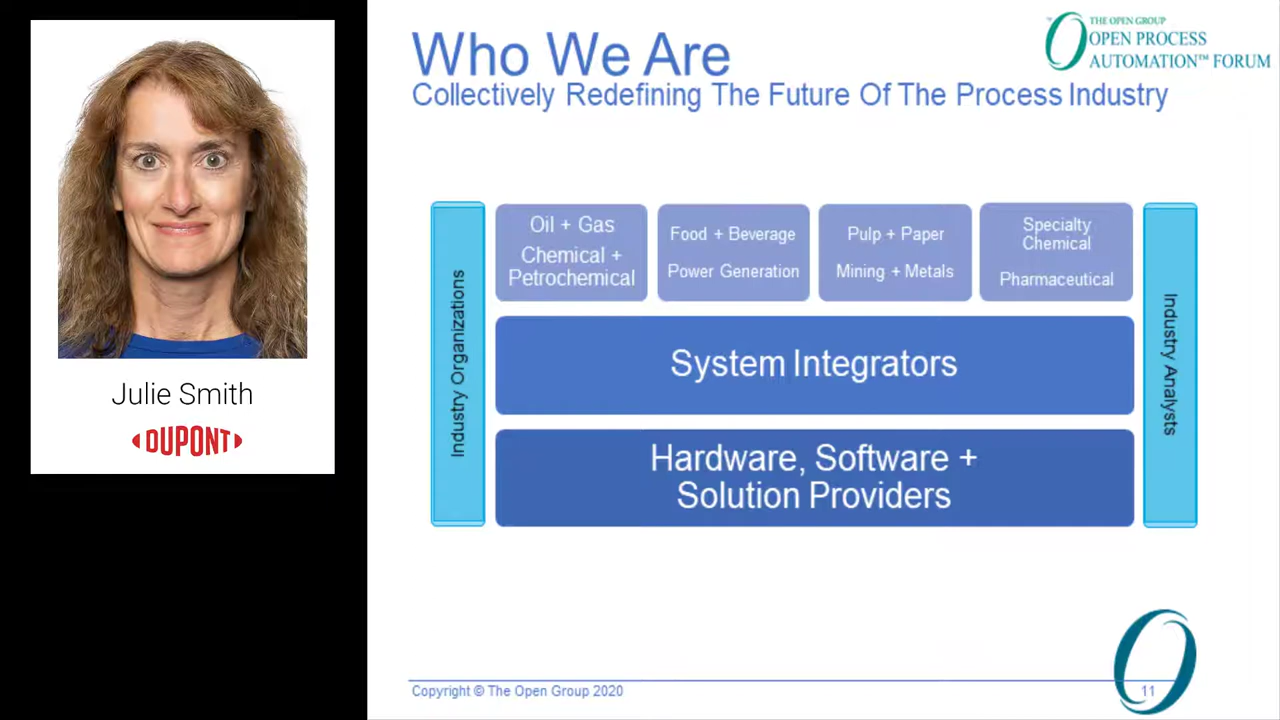 Julie Smith
DUPONT
Who We Are
Collectively Redefining The Future Of The Process Industry
THE OPEN GROUP
OPEN PROCESS
AUTOMATION™ FORUM
Industry Organizations
Oil + Gas
Chemical +
Petrochemical
Food + Beverage
Power Generation
Pulp + Paper
Mining + Metals
Specialty
Chemical
Pharmaceutical
System Integrators
Hardware, Software +
Solution Providers
Industry Analysts
Copyright © The Open Group 2020
11